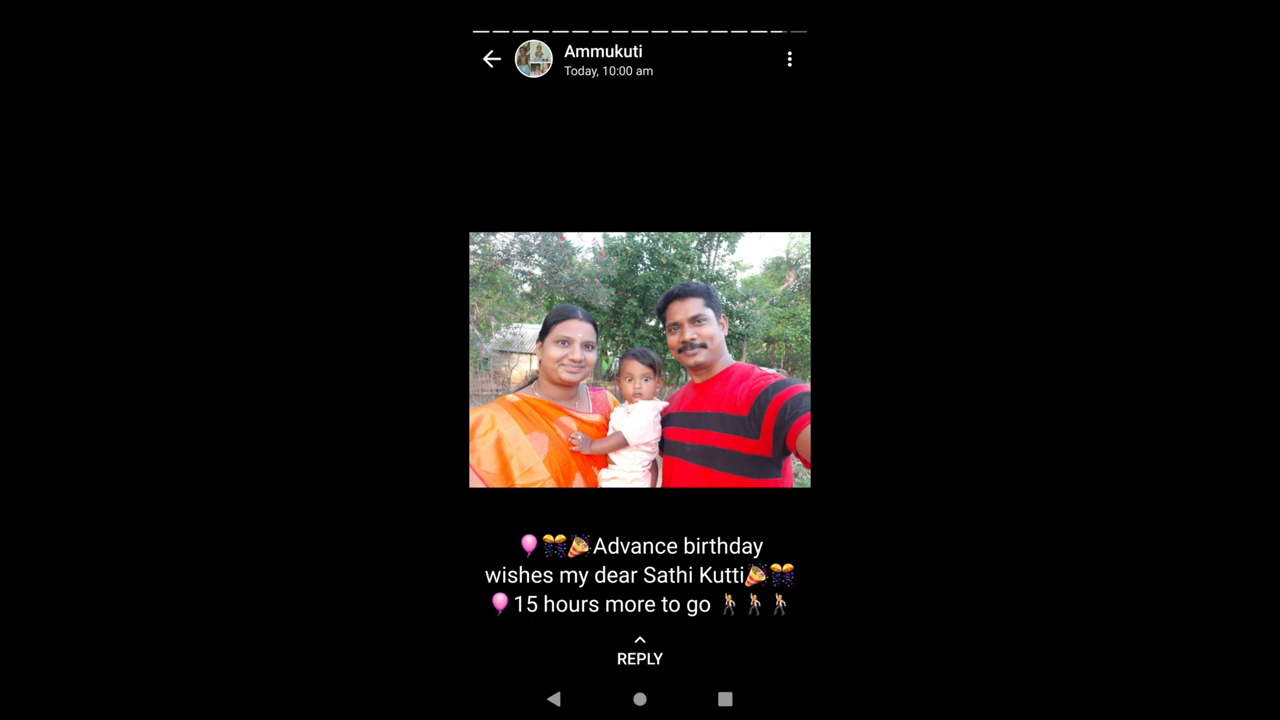 Ammukuti
Today, 10:00 am
🎈🎊🎉Advance birthday
wishes my dear Sathi Kutti🎉🎊
🎈15 hours more to go 🕺🕺🕺
REPLY